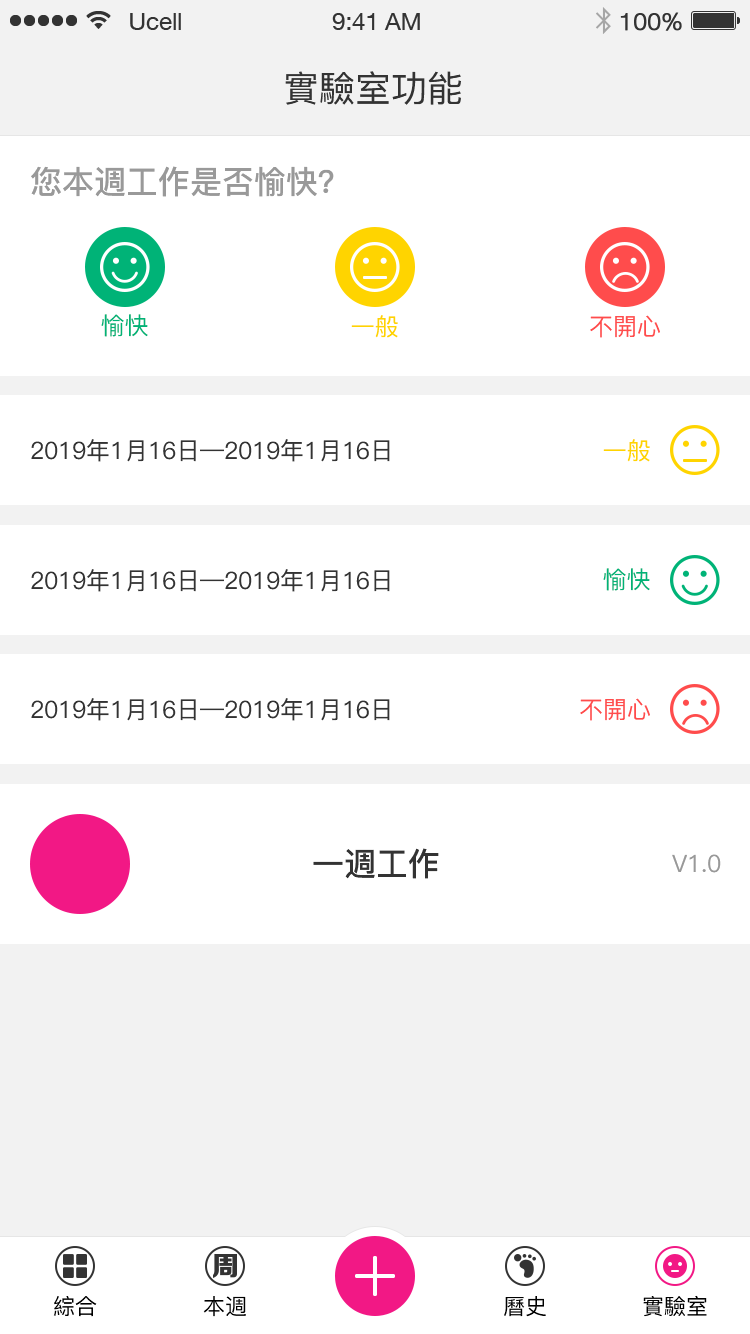 Ucell 9:41 AM 100%
實驗室功能
您本週工作是否愉快?
愉快 一般 不開心
2019年1月16日—2019年1月16日 一般
2019年1月16日—2019年1月16日 愉快
2019年1月16日—2019年1月16日 不開心
一週工作 V1.0
周
綜合 本週 曆史 實驗室